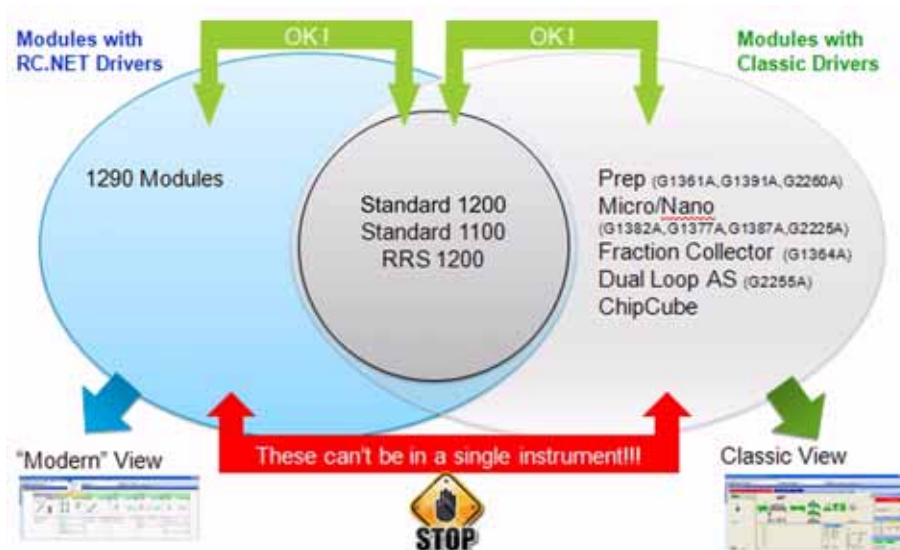 Modules with
RC.NET Drivers
OK!
OK!
Modules with
Classic Drivers
1290 Modules
Standard 1200
Standard 1100
RRS 1200
Prep (G1361A,G1391A,G2260A)
Micro/Nano
(G1382A,G1377A,G1387A,G2225A)
Fraction Collector (G1364A)
Dual Loop AS (G2255A)
ChipCube
These can't be in a single instrument!!!
"Modern" View
Classic View
STOP